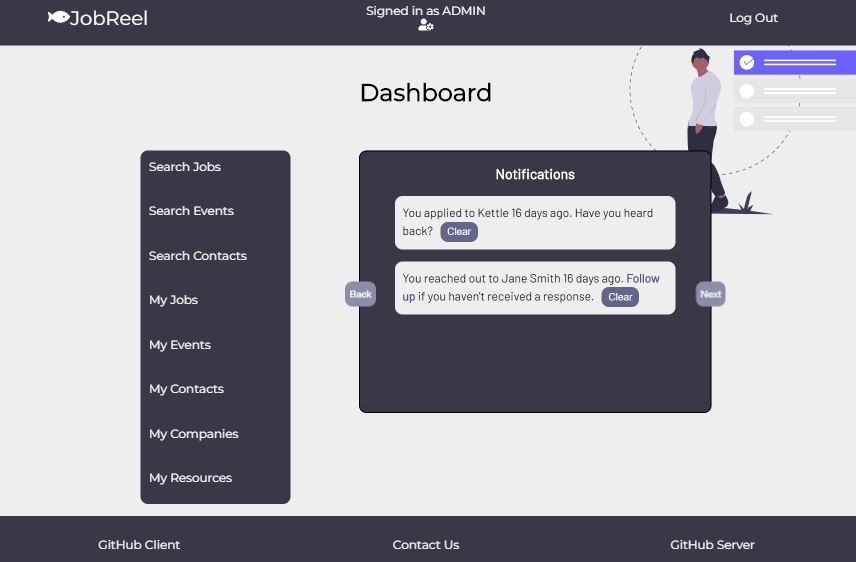 JobReel
Signed in as ADMIN
Log Out
Dashboard
Search Jobs
Search Events
Search Contacts
My Jobs
My Events
My Contacts
My Companies
My Resources
Notifications
You applied to Kettle 16 days ago. Have you heard
back? Clear
You reached out to Jane Smith 16 days ago. Follow
up if you haven't received a response. Clear
Back
Next
GitHub Client
Contact Us
GitHub Server